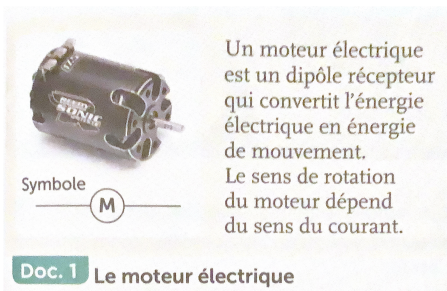 Un moteur électrique
est un dipôle récepteur
qui convertit l'énergie
électrique en énergie
de mouvement.
Le sens de rotation
du moteur dépend
du sens du courant.
SONIC
Symbole
M
Doc. 1 Le moteur électrique